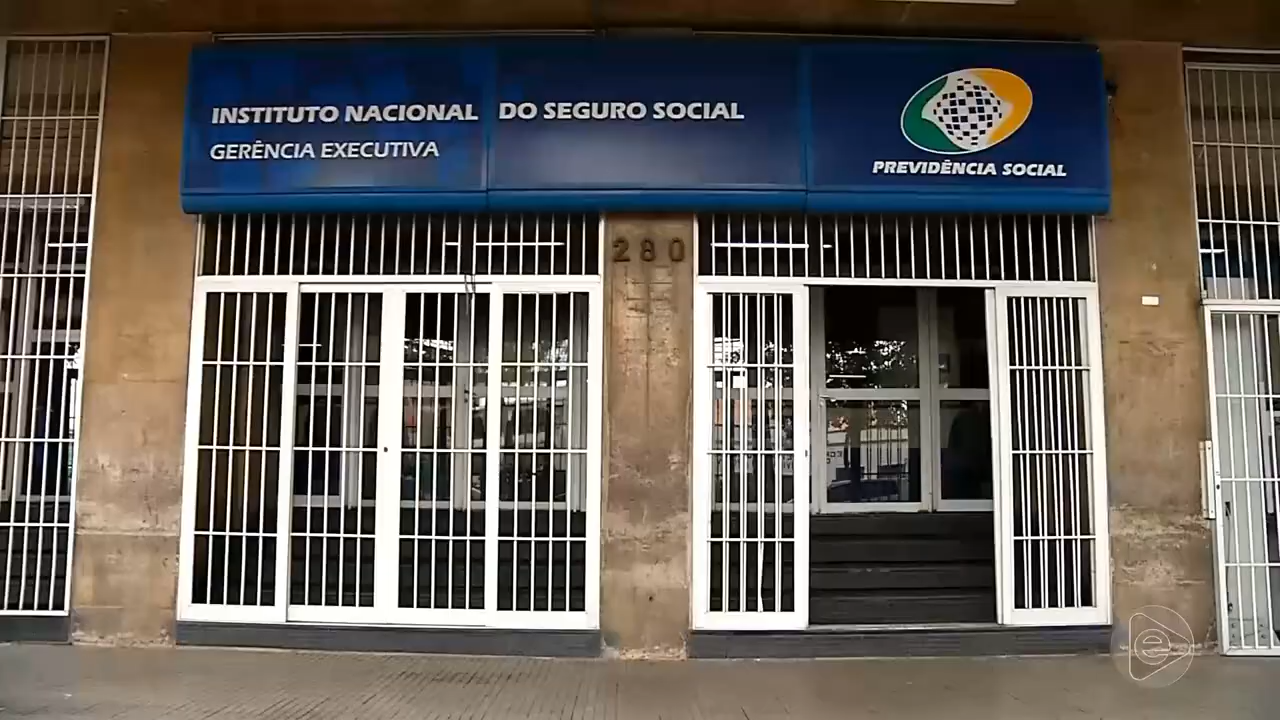 INSTITUTO NACIONAL DO SEGURO SOCIAL
GERÊNCIA EXECUTIVA
PREVIDÊNCIA SOCIAL
280
e